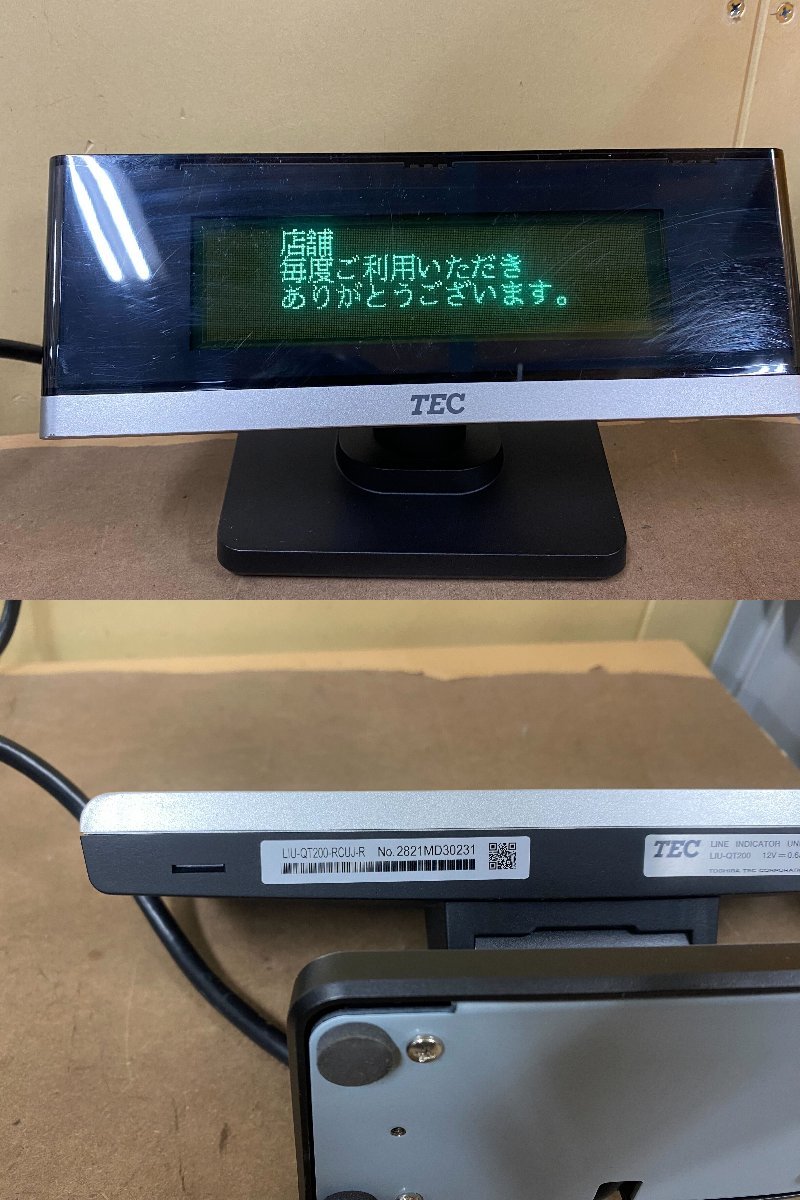 店舗
毎度ご利用いただき
ありがとうございます。
TEC
LIU-QT200-RCUJ-R No.2821MD30231
TEC LINE INDICATOR
LIU-QT200 12V
TOSHIBA TEC